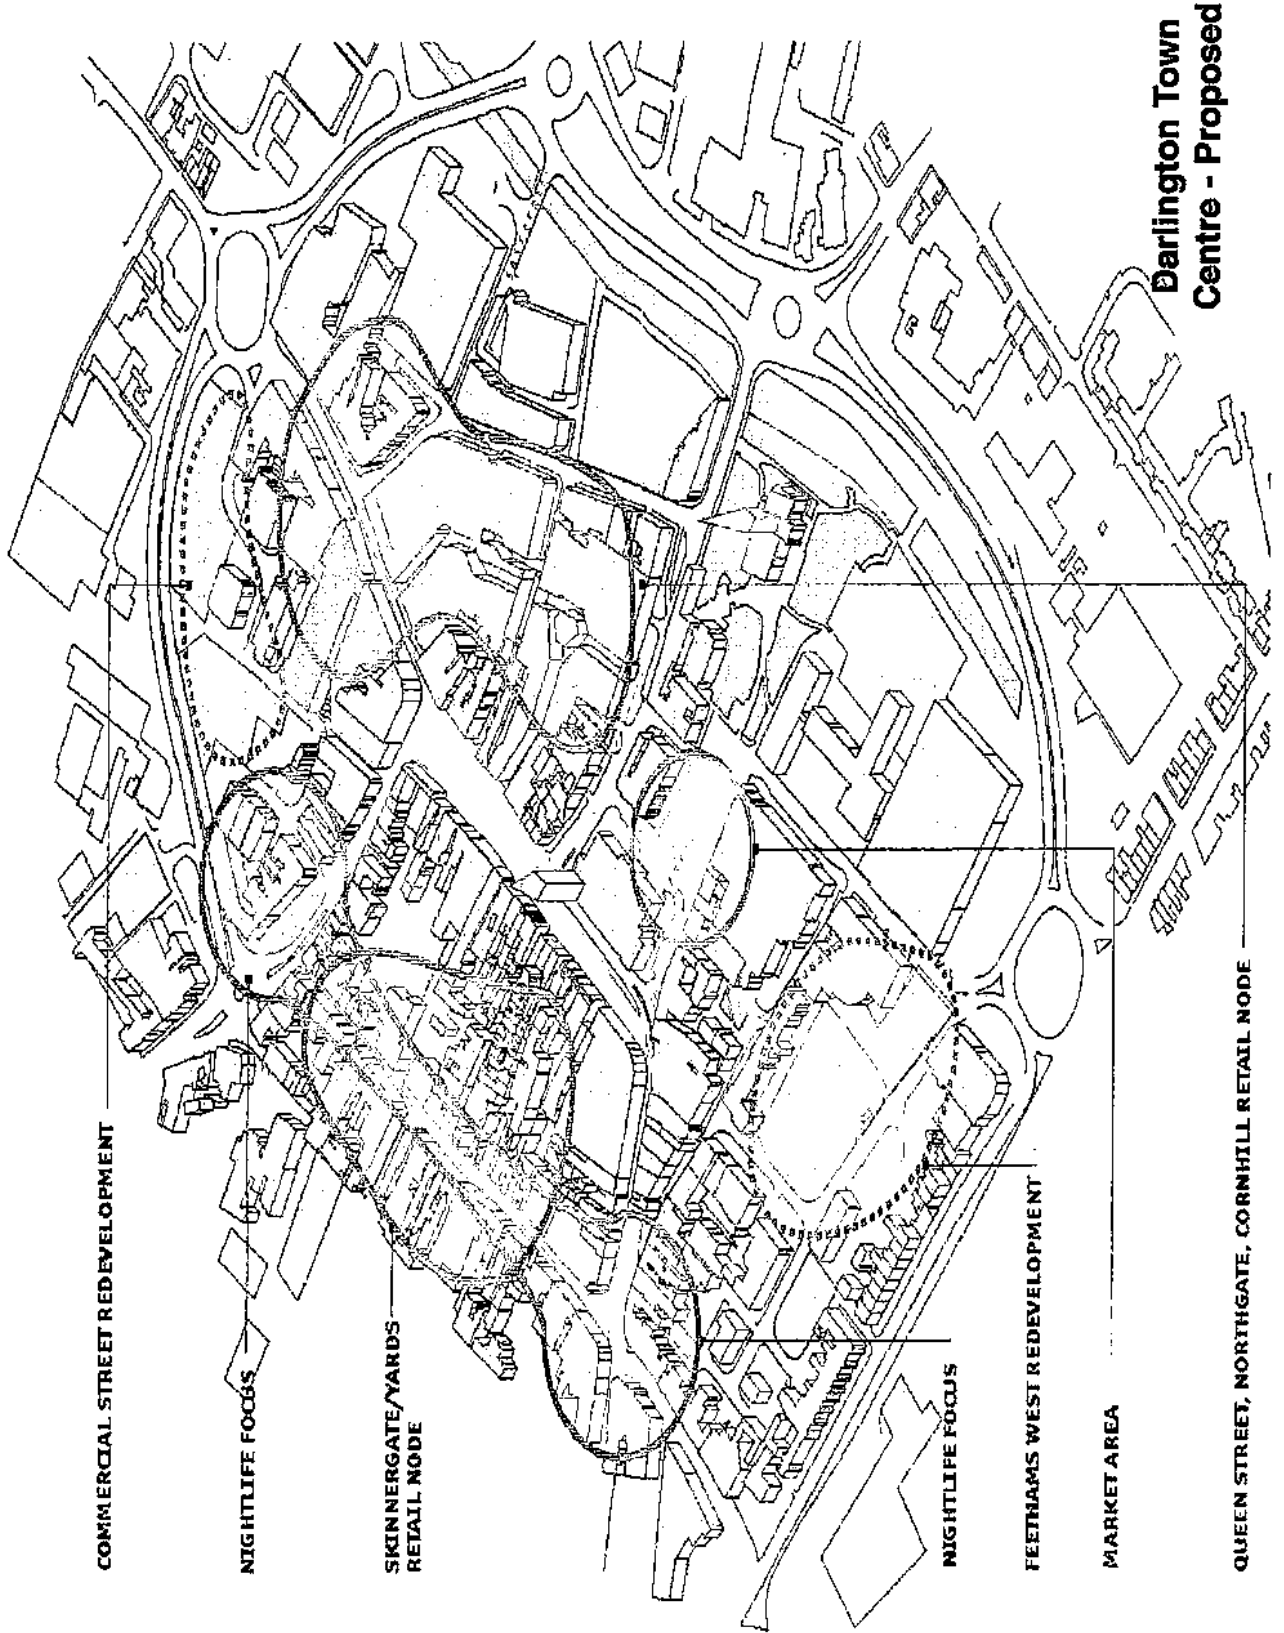 Darlington Town
Centre - Proposed
COMMERCIAL STREET REDEVELOPMENT
NIGHTLIFE FOCUS
SKINNERGATE/YARDS
RETAIL NODE
NIGHTLIFE FOCUS
FEETHAMS WEST REDEVELOPMENT
MARKET AREA
QUEEN STREET, NORTHGATE, CORNHILL RETAIL NODE